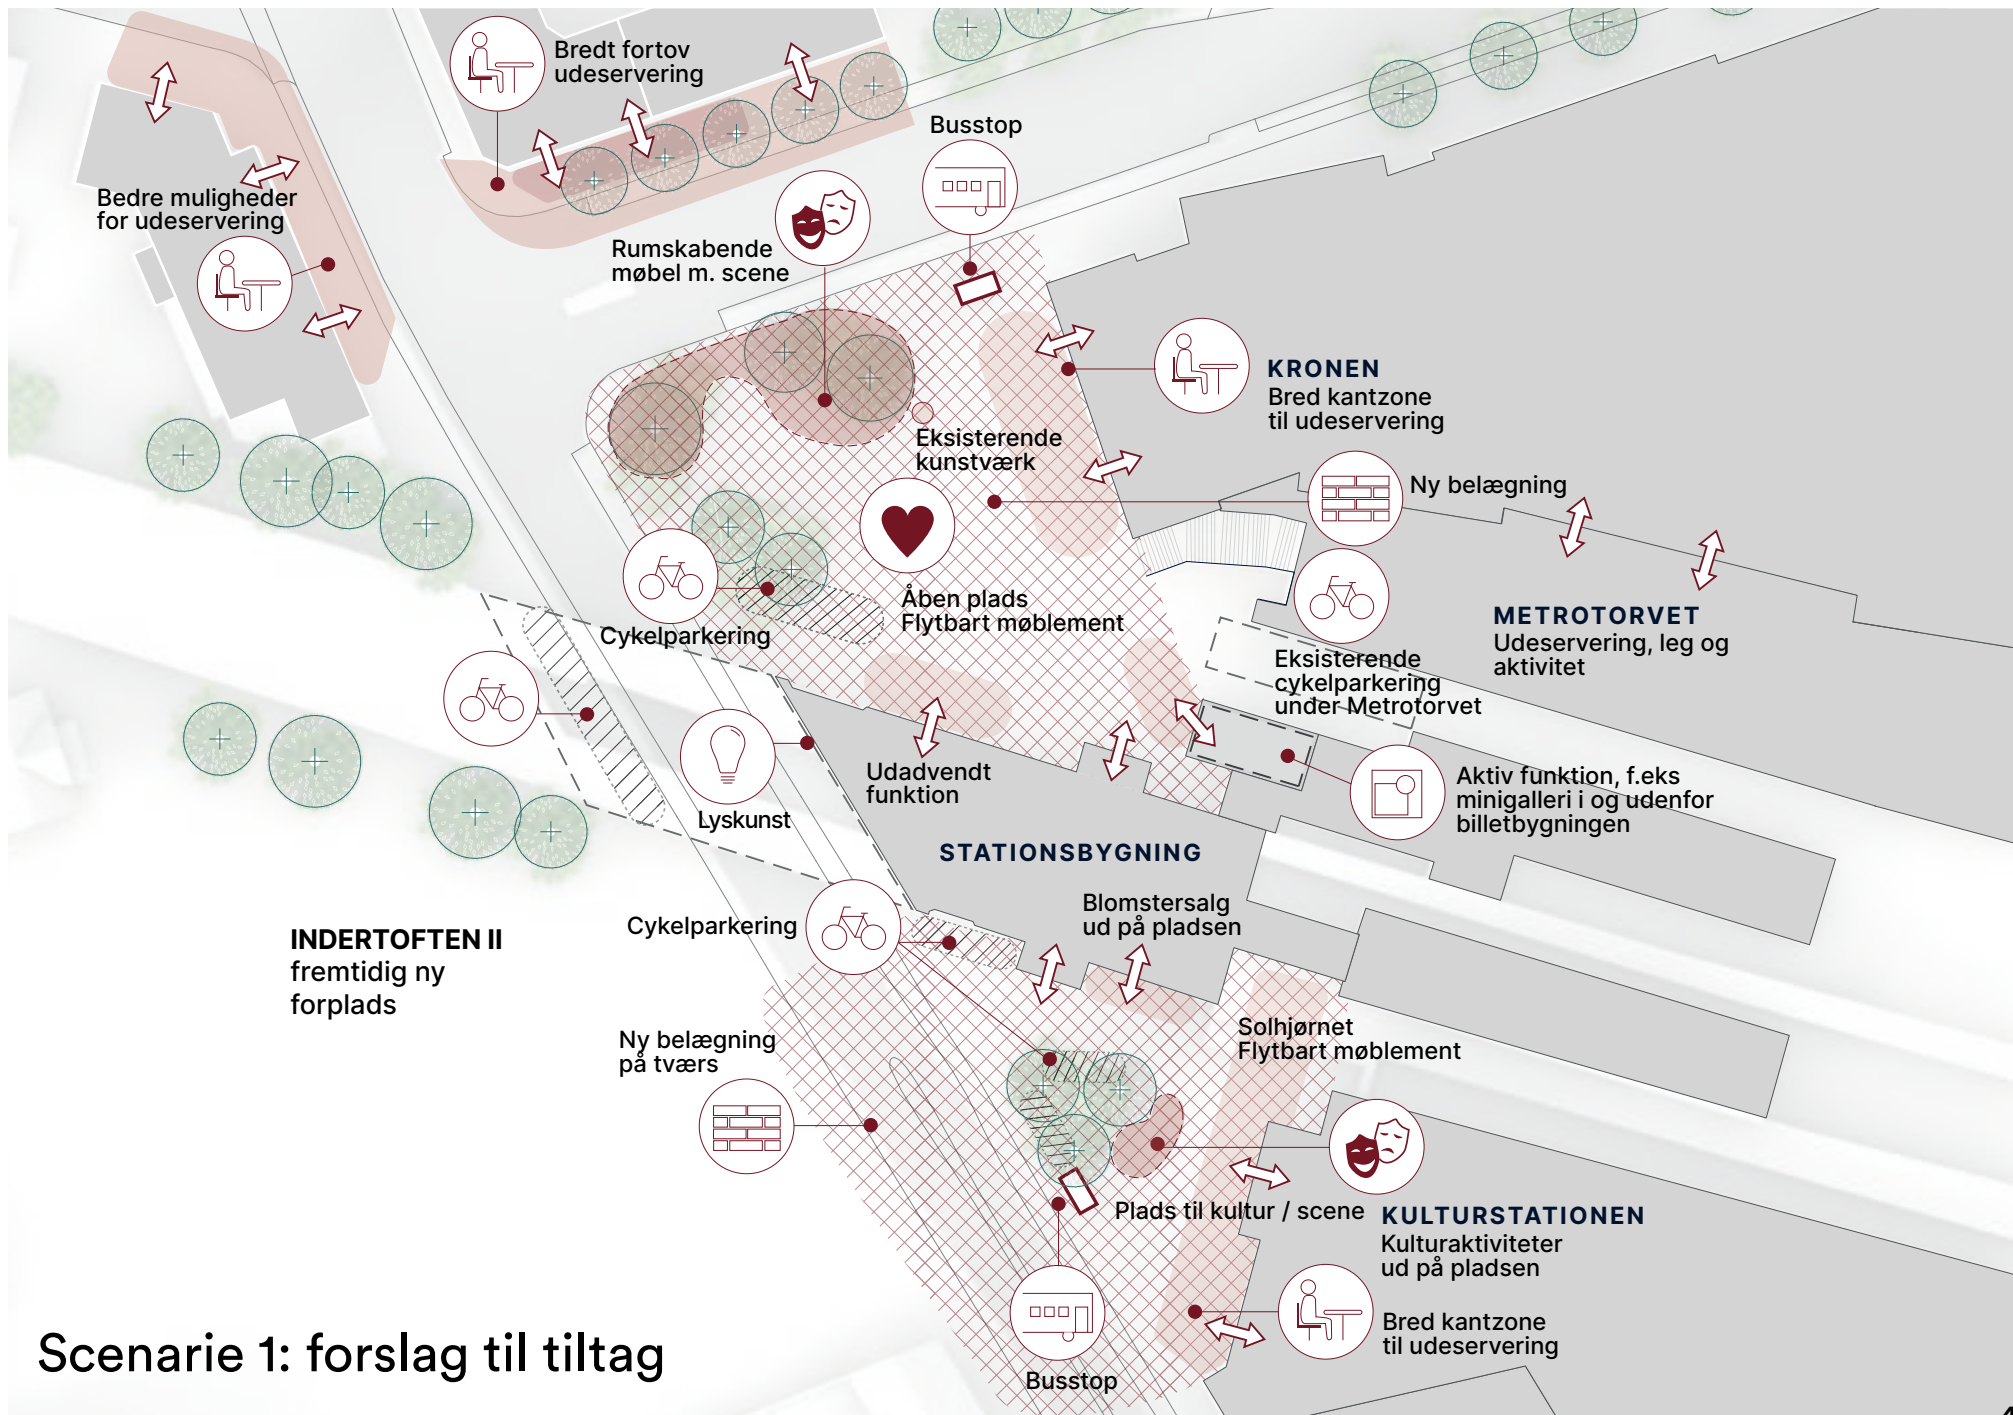 Bredt fortov
udeservering
Busstop
Bedre muligheder
for udeservering
Rumskabende
møbel m. scene
KRONEN
Bred kantzone
til udeservering
Eksisterende
kunstværk
Ny belægning
Åben plads
Flytbart møblement
Cykelparkering
METROTORVET
Udeservering, leg og
aktivitet
Eksisterende
cykelparkering
under Metrotorvet
Udadvendt
funktion
Lyskunst
Aktiv funktion, f.eks
minigalleri i og udenfor
billetbygningen
STATIONSBYGNING
Blomstersalg
ud på pladsen
Cykelparkering
INDERTOFTEN II
fremtidig ny
forplads
Solhjørnet
Flytbart møblement
Ny belægning
på tværs
Plads til kultur / scene
KULTURSTATIONEN
Kulturaktiviteter
ud på pladsen
Bred kantzone
til udeservering
Busstop
Scenarie 1: forslag til tiltag